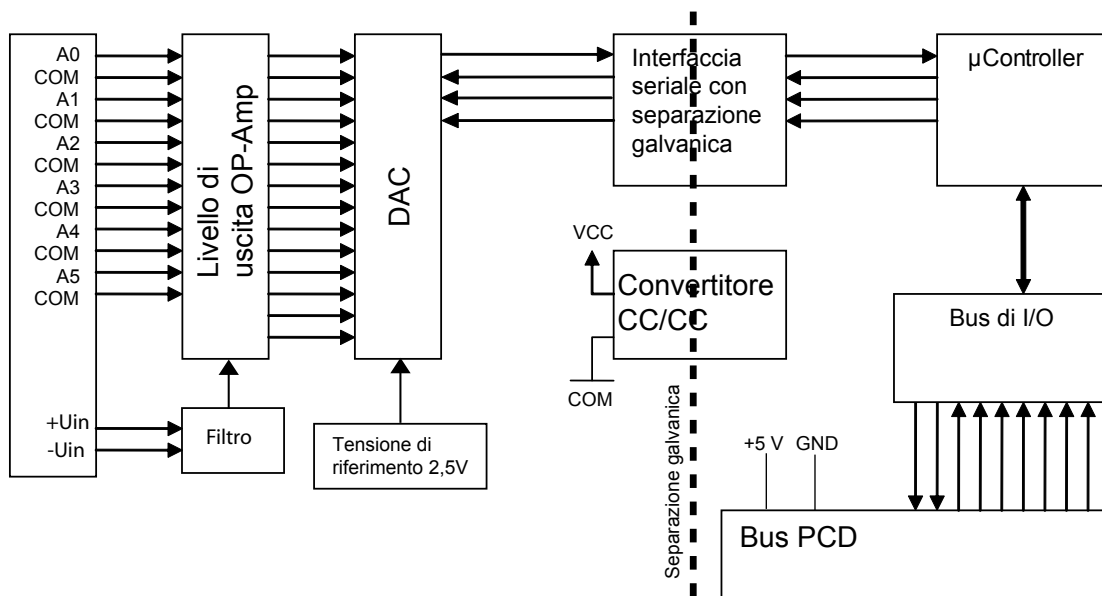 A0
COM
A1
COM
A2
COM
A3
COM
A4
COM
A5
COM
+Uin
-Uin
Livello di
uscita OP-Amp
Filtro
DAC
Tensione di
riferimento 2,5V
Interfaccia
seriale con
separazione
galvanica
µController
VCC
Convertitore
CC/CC
COM
Separazione galvanica
Bus di I/O
+5 V GND
Bus PCD